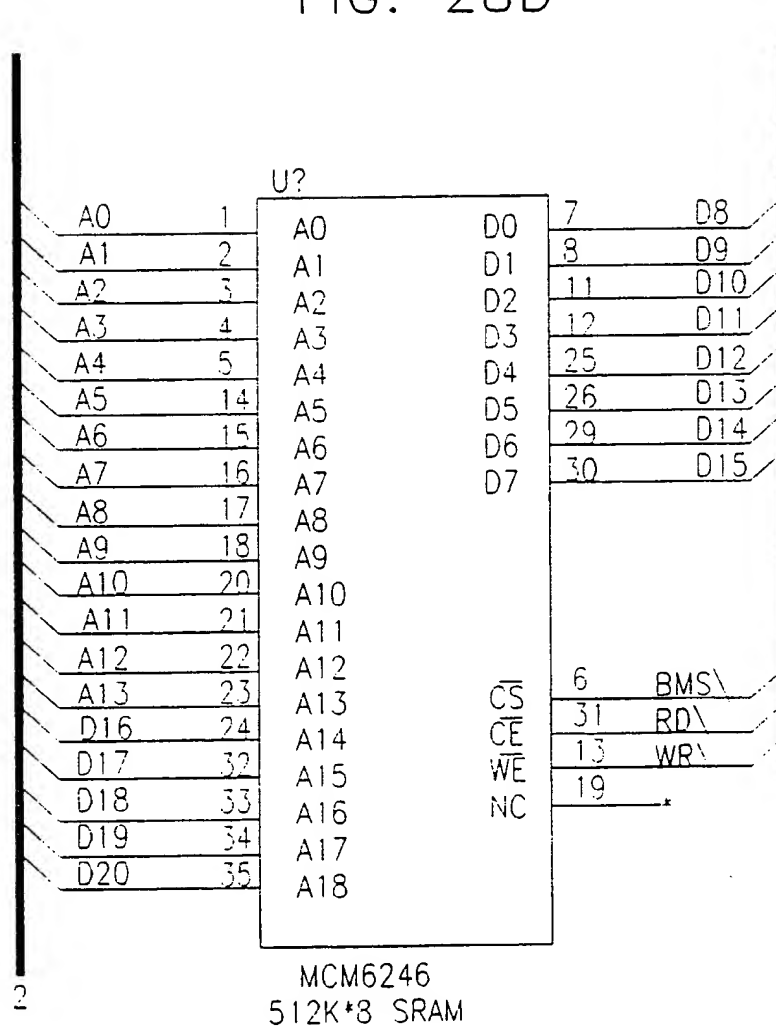 FIG. 28D
U?
A0 1 A0 D0 7 D8
A1 2 A1 D1 8 D9
A2 3 A2 D2 11 D10
A3 4 A3 D3 12 D11
A4 5 A4 D4 25 D12
A5 14 A5 D5 26 D13
A6 15 A6 D6 29 D14
A7 16 A7 D7 30 D15
A8 17 A8
A9 18 A9
A10 20 A10
A11 21 A11
A12 22 A12
A13 23 A13 C̅S̅ 6 BMS\
D16 24 A14 C̅E̅ 31 RD\
D17 32 A15 W̅E̅ 13 WR\
D18 33 A16 NC 19 *
D19 34 A17
D20 35 A18
2
MCM6246
512K*8 SRAM